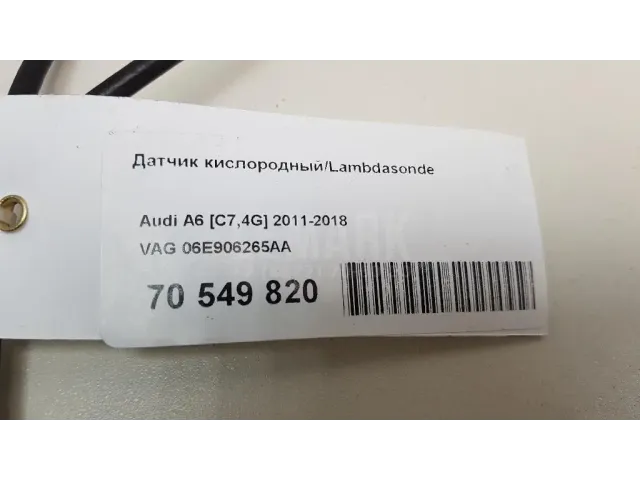 Датчик кислородный/Lambdasonde
Audi A6 [C7,4G] 2011-2018
VAG 06E906265AA
70 549 820